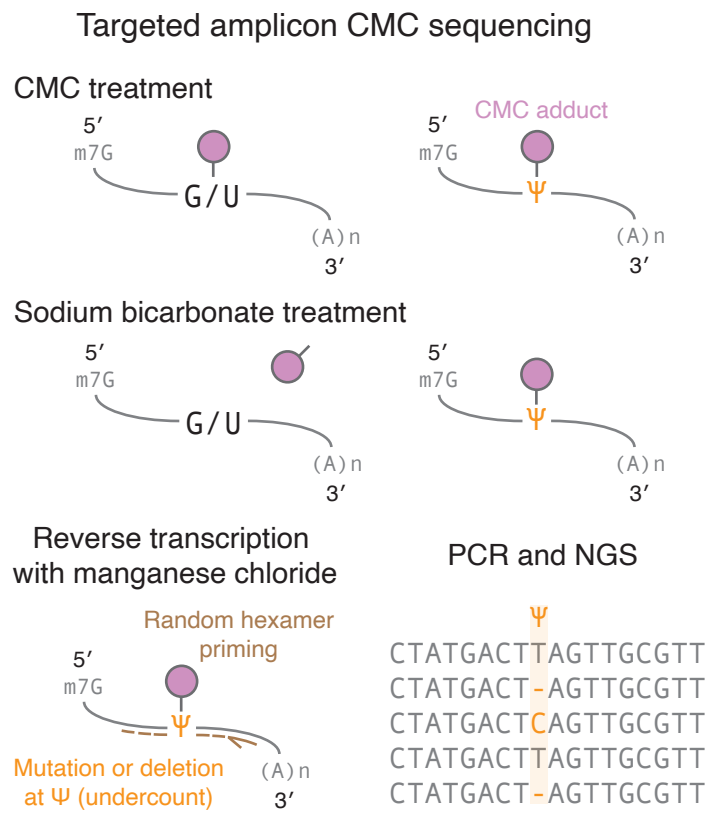 Targeted amplicon CMC sequencing
CMC treatment
5′
m7G
G/U
(A)n
3′
CMC adduct
5′
m7G
Ψ
(A)n
3′
Sodium bicarbonate treatment
5′
m7G
G/U
(A)n
3′
5′
m7G
Ψ
(A)n
3′
Reverse transcription
with manganese chloride
Random hexamer
priming
5′
m7G
Ψ
Mutation or deletion
at Ψ (undercount)
(A)n
3′
PCR and NGS
Ψ
CTATGACTTAGTTGCGTT
CTATGACT-AGTTGCGTT
CTATGACTCAGTTGCGTT
CTATGACTTAGTTGCGTT
CTATGACT-AGTTGCGTT